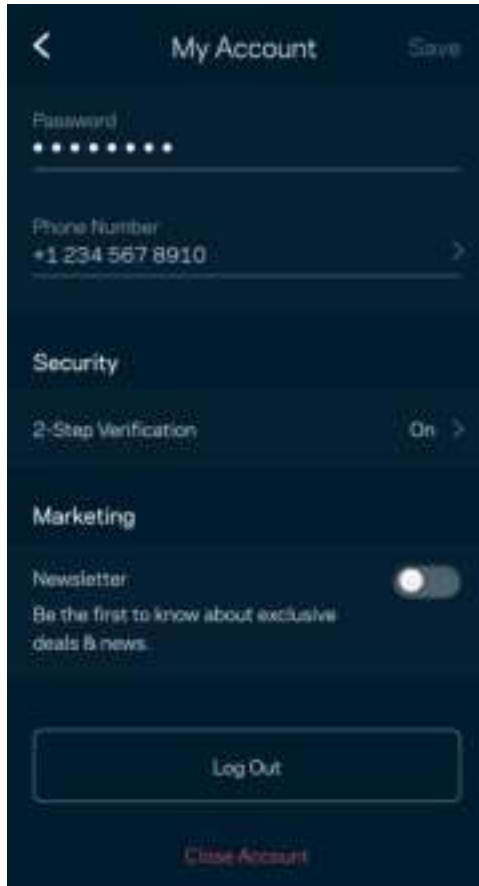 My Account
Save
Password
••••••••
Phone Number
+1 234 567 8910
Security
2-Step Verification
On
Marketing
Newsletter
Be the first to know about exclusive
deals & news.
Log Out
Close Account